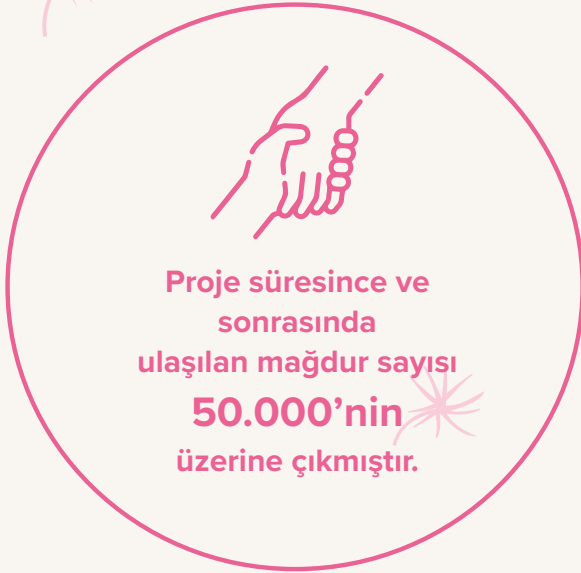 Proje süresince ve
sonrasında
ulaşılan mağdur sayısı
50.000’nin
üzerine çıkmıştır.